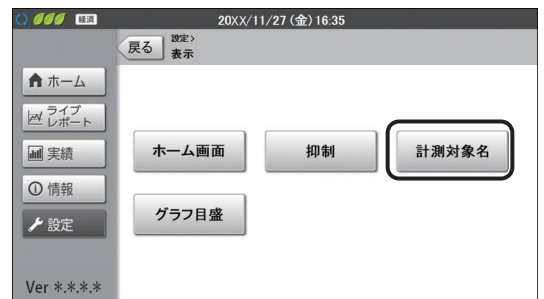 経済
20XX/11/27 (金) 16:35
戻る
設定>
表示
ホーム
ライブ
レポート
実績
情報
設定
ホーム画面
抑制
計測対象名
グラフ目盛
Ver *.*.*.*